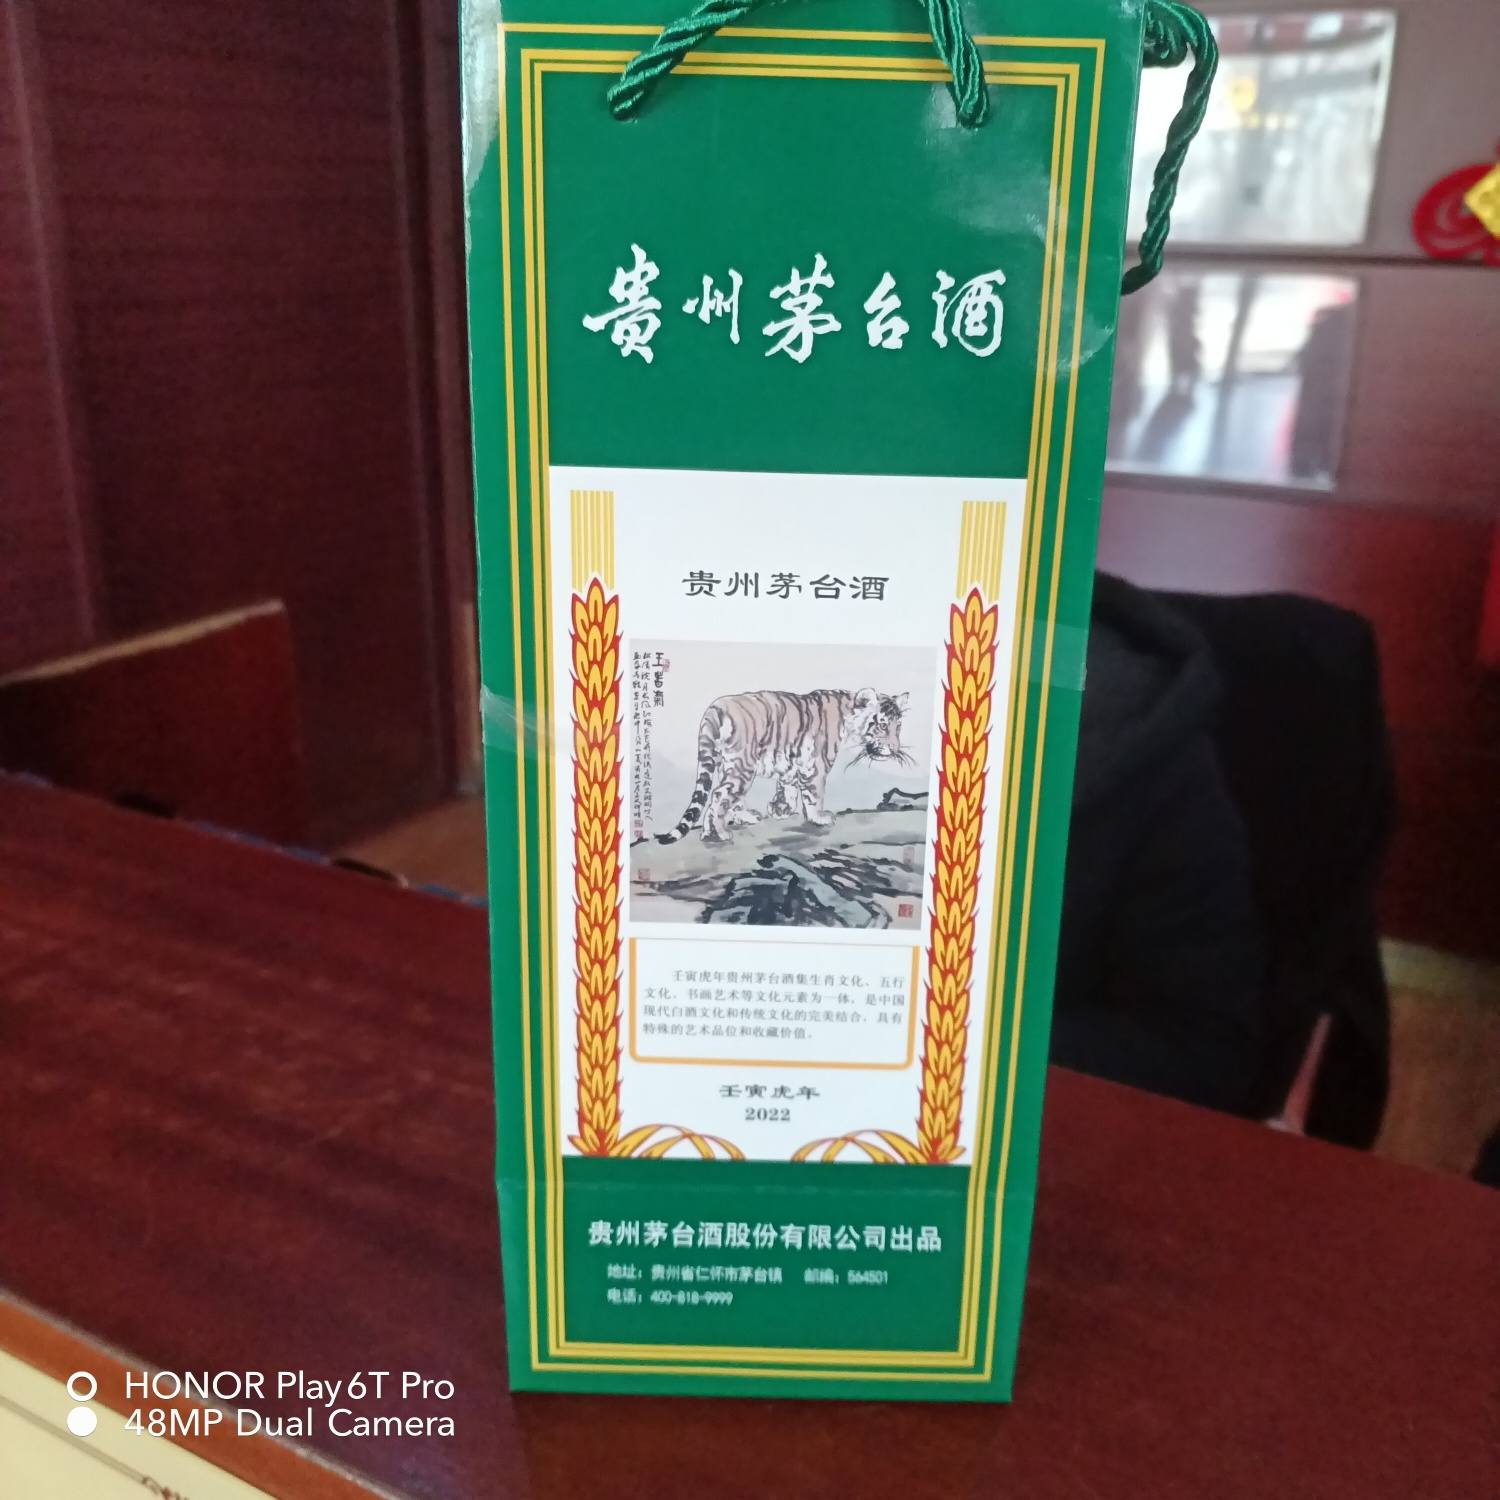 贵州茅台酒
贵州茅台酒
壬寅虎年贵州茅台酒集生肖文化、五行
文化、书画艺术等文化元素为一体，是中国
现代白酒文化和传统文化的完美结合，具有
特殊的艺术品位和收藏价值。
壬寅虎年
2022
贵州茅台酒股份有限公司出品
地址：贵州省仁怀市茅台镇 邮编：564501
电话：400-818-9999
HONOR Play6T Pro
48MP Dual Camera